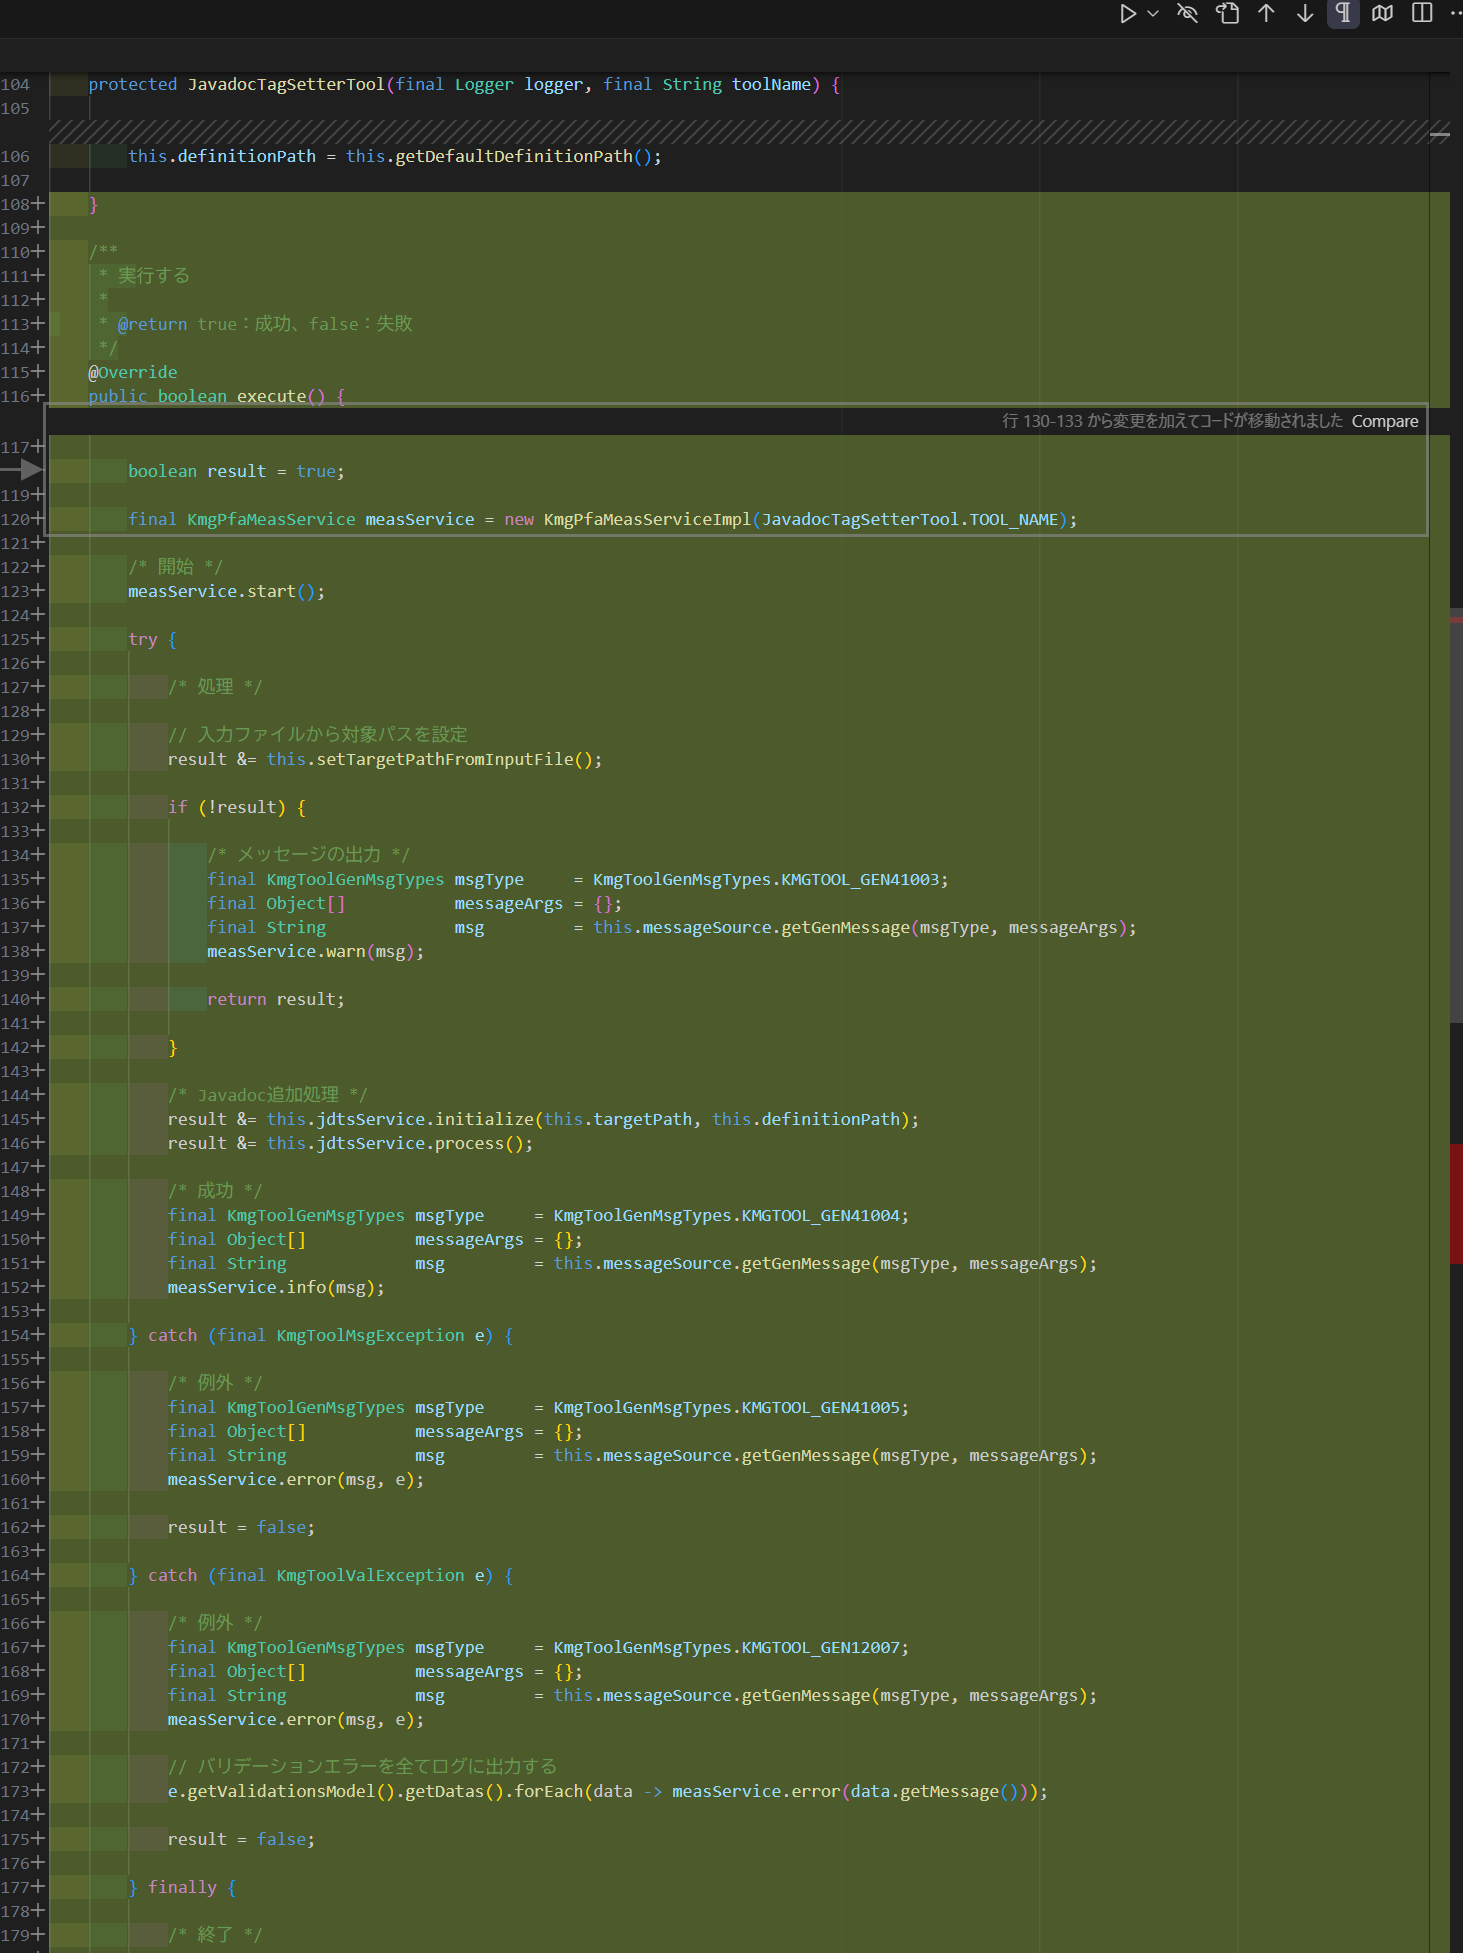 104 protected JavadocTagSetterTool(final Logger logger, final String toolName) {
105
106 this.definitionPath = this.getDefaultDefinitionPath();
107
108+ }
109+
110+ /**
111+ * 実行する
112+ *
113+ * @return true：成功、false：失敗
114+ */
115+ @Override
116+ public boolean execute() {
行 130-133 から変更を加えてコードが移動されました Compare
117+
boolean result = true;
119+
120+ final KmgPfaMeasService measService = new KmgPfaMeasServiceImpl(JavadocTagSetterTool.TOOL_NAME);
121+
122+ /* 開始 */
123+ measService.start();
124+
125+ try {
126+
127+ /* 処理 */
128+
129+ // 入力ファイルから対象パスを設定
130+ result &= this.setTargetPathFromInputFile();
131+
132+ if (!result) {
133+
134+ /* メッセージの出力 */
135+ final KmgToolGenMsgTypes msgType     = KmgToolGenMsgTypes.KMGTOOL_GEN41003;
136+ final Object[]           messageArgs = {};
137+ final String             msg         = this.messageSource.getGenMessage(msgType, messageArgs);
138+ measService.warn(msg);
139+
140+ return result;
141+
142+ }
143+
144+ /* Javadoc追加処理 */
145+ result &= this.jdtsService.initialize(this.targetPath, this.definitionPath);
146+ result &= this.jdtsService.process();
147+
148+ /* 成功 */
149+ final KmgToolGenMsgTypes msgType     = KmgToolGenMsgTypes.KMGTOOL_GEN41004;
150+ final Object[]           messageArgs = {};
151+ final String             msg         = this.messageSource.getGenMessage(msgType, messageArgs);
152+ measService.info(msg);
153+
154+ } catch (final KmgToolMsgException e) {
155+
156+ /* 例外 */
157+ final KmgToolGenMsgTypes msgType     = KmgToolGenMsgTypes.KMGTOOL_GEN41005;
158+ final Object[]           messageArgs = {};
159+ final String             msg         = this.messageSource.getGenMessage(msgType, messageArgs);
160+ measService.error(msg, e);
161+
162+ result = false;
163+
164+ } catch (final KmgToolValException e) {
165+
166+ /* 例外 */
167+ final KmgToolGenMsgTypes msgType     = KmgToolGenMsgTypes.KMGTOOL_GEN12007;
168+ final Object[]           messageArgs = {};
169+ final String             msg         = this.messageSource.getGenMessage(msgType, messageArgs);
170+ measService.error(msg, e);
171+
172+ // バリデーションエラーを全てログに出力する
173+ e.getValidationsModel().getDatas().forEach(data -> measService.error(data.getMessage()));
174+
175+ result = false;
176+
177+ } finally {
178+
179+ /* 終了 */